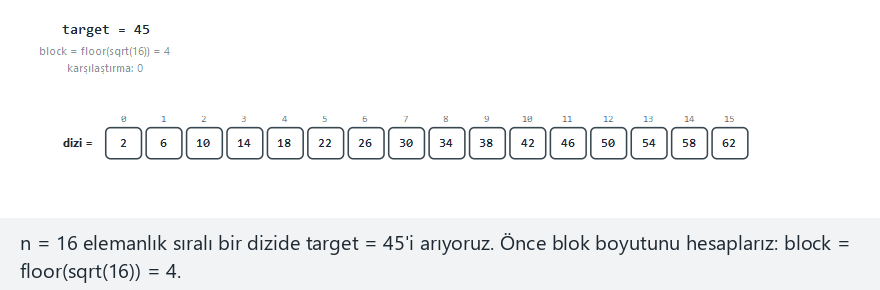 target = 45
block = floor(sqrt(16)) = 4
karşılaştırma: 0
0 1 2 3 4 5 6 7 8 9 10 11 12 13 14 15
dizi = 2 6 10 14 18 22 26 30 34 38 42 46 50 54 58 62
n = 16 elemanlık sıralı bir dizide target = 45'i arıyoruz. Önce blok boyutunu hesaplarız: block =
floor(sqrt(16)) = 4.